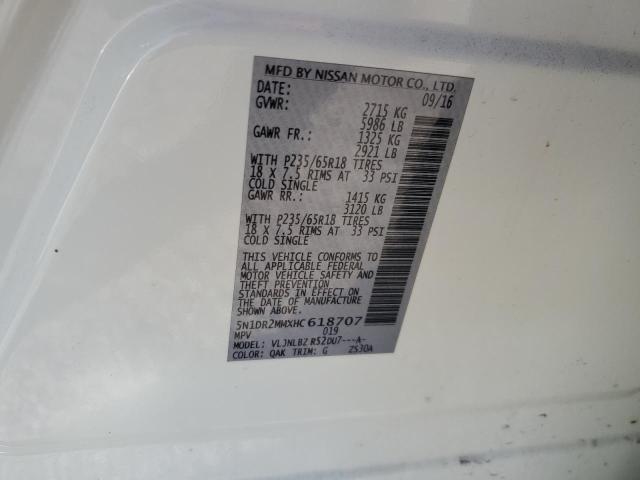 MFD BY NISSAN MOTOR CO., LTD.
DATE: 09/16
GVWR: 2715 KG
5986 LB
GAWR FR.: 1325 KG
2921 LB
WITH P235/65R18 TIRES
18 X 7.5 RIMS AT 33 PSI
COLD SINGLE
GAWR RR.: 1415 KG
3120 LB
WITH P235/65R18 TIRES
18 X 7.5 RIMS AT 33 PSI
COLD SINGLE
THIS VEHICLE CONFORMS TO
ALL APPLICABLE FEDERAL
MOTOR VEHICLE SAFETY AND
THEFT PREVENTION
STANDARDS IN EFFECT ON
THE DATE OF MANUFACTURE
SHOWN ABOVE.
5N1DR2MMXHC618707
MPV 019
MODEL: VLJNLBZ R52DU7---A-
COLOR: QAK TRIM: G ZS30A